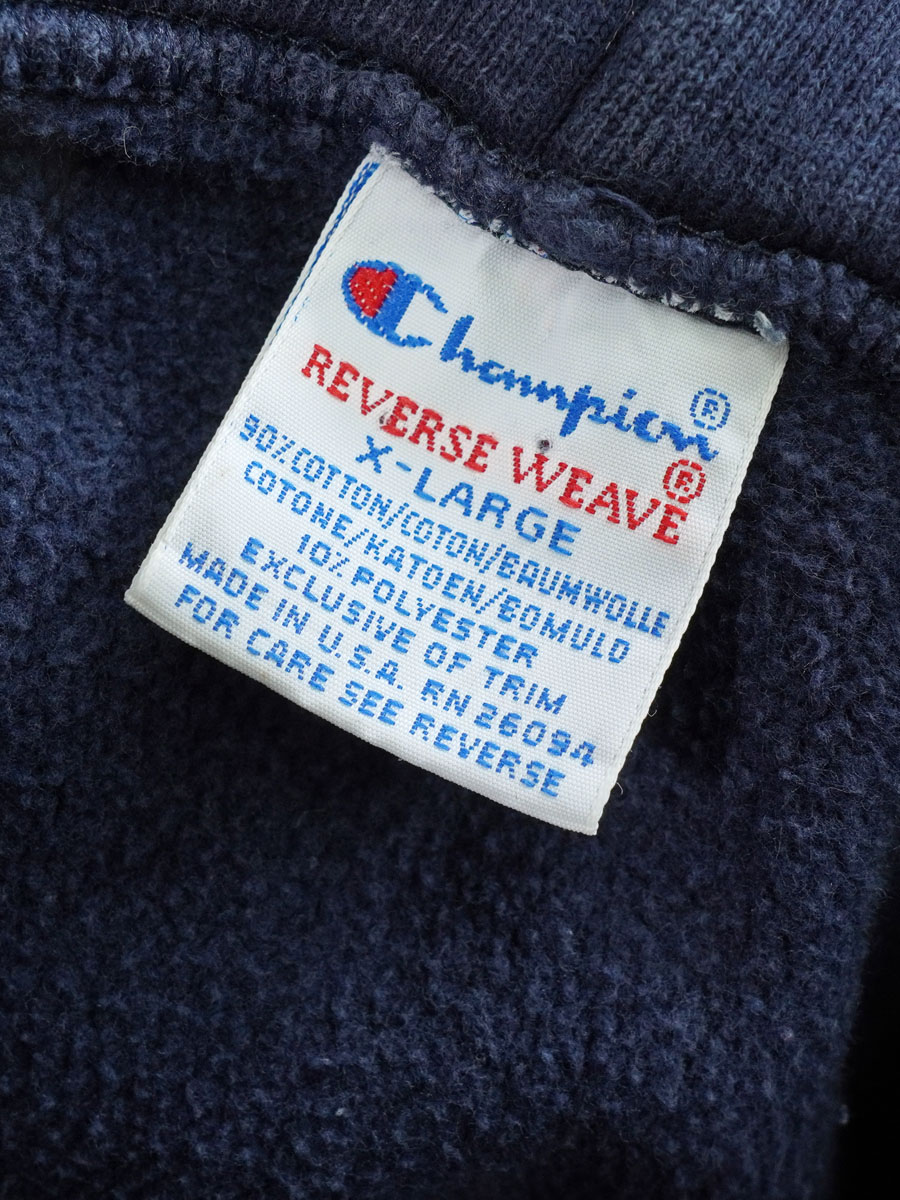 Champion®
REVERSE WEAVE®
X-LARGE
90% COTTON/COTON/BAUMWOLLE
COTONE/KATOEN/BOMULD
10% POLYESTER
EXCLUSIVE OF TRIM
MADE IN U.S.A. RN 26094
FOR CARE SEE REVERSE